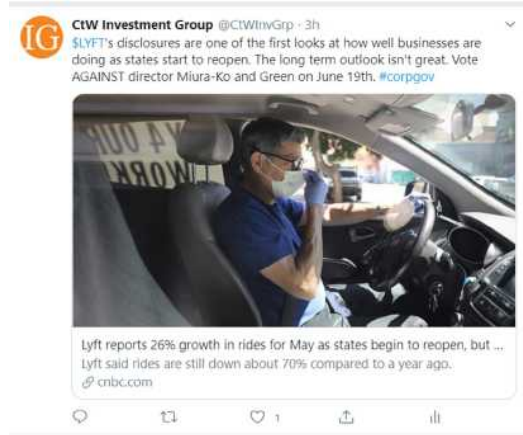 IG
CtW Investment Group @CtWInvGrp · 3h
$LYFT's disclosures are one of the first looks at how well businesses are
doing as states start to reopen. The long term outlook isn't great. Vote
AGAINST director Miura-Ko and Green on June 19th. #corpgov
Lyft reports 26% growth in rides for May as states begin to reopen, but ...
Lyft said rides are still down about 70% compared to a year ago.
cnbc.com
1